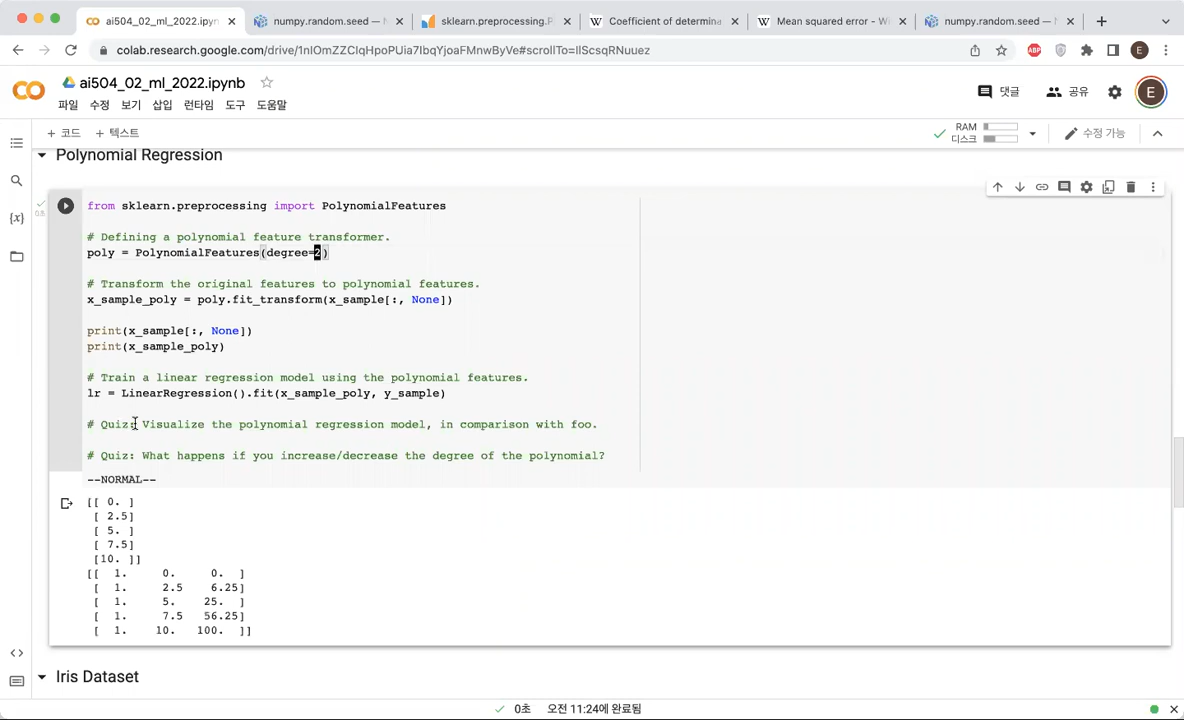 ai504_02_ml_2022.ipynb
numpy.random.seed — N
sklearn.preprocessing.P
Coefficient of determina
Mean squared error - Wi
numpy.random.seed — N
colab.research.google.com/drive/1nIOmZZClqHpoPUia7IbqYjoaFMnwByVe#scrollTo=IlScsqRNuuez
ABP
E
ai504_02_ml_2022.ipynb
댓글
공유
E
파일 수정 보기 삽입 런타임 도구 도움말
+ 코드 + 텍스트
RAM
디스크
수정 가능
Polynomial Regression
from sklearn.preprocessing import PolynomialFeatures
0초
{x}
# Defining a polynomial feature transformer.
poly = PolynomialFeatures(degree=2)
# Transform the original features to polynomial features.
x_sample_poly = poly.fit_transform(x_sample[:, None])
print(x_sample[:, None])
print(x_sample_poly)
# Train a linear regression model using the polynomial features.
lr = LinearRegression().fit(x_sample_poly, y_sample)
# Quiz: Visualize the polynomial regression model, in comparison with foo.
# Quiz: What happens if you increase/decrease the degree of the polynomial?
--NORMAL--
[[ 0. ]
[ 2.5]
[ 5. ]
[ 7.5]
[10. ]]
[[ 1. 0. 0. ]
[ 1. 2.5 6.25]
[ 1. 5. 25. ]
[ 1. 7.5 56.25]
[ 1. 10. 100. ]]
Iris Dataset
0초 오전 11:24에 완료됨